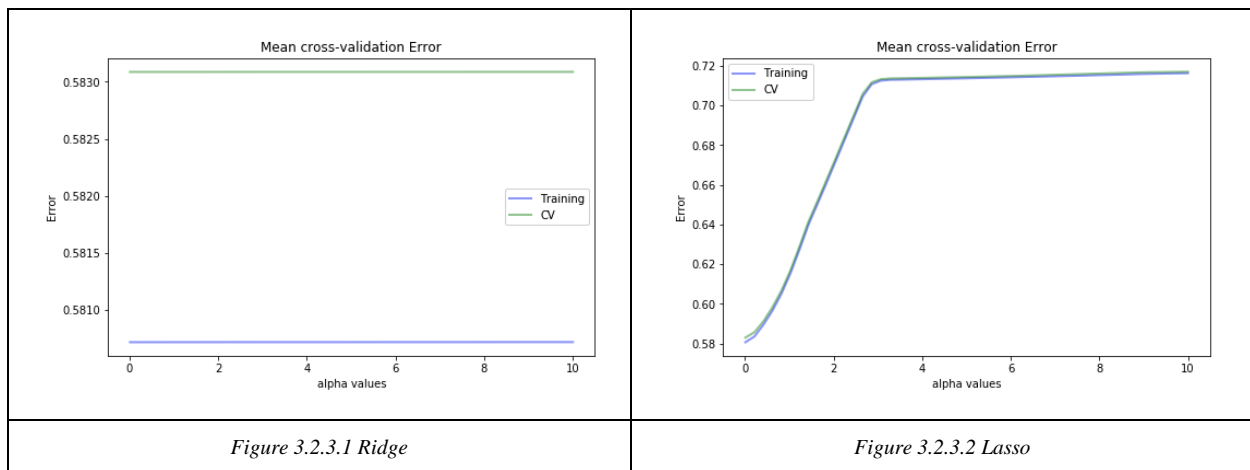 Mean cross-validation Error
0.5830
0.5825
0.5820
0.5815
0.5810
Error
Training
CV
0 2 4 6 8 10
alpha values
Mean cross-validation Error
0.72
0.70
0.68
0.66
0.64
0.62
0.60
0.58
Error
Training
CV
0 2 4 6 8 10
alpha values
Figure 3.2.3.1 Ridge
Figure 3.2.3.2 Lasso